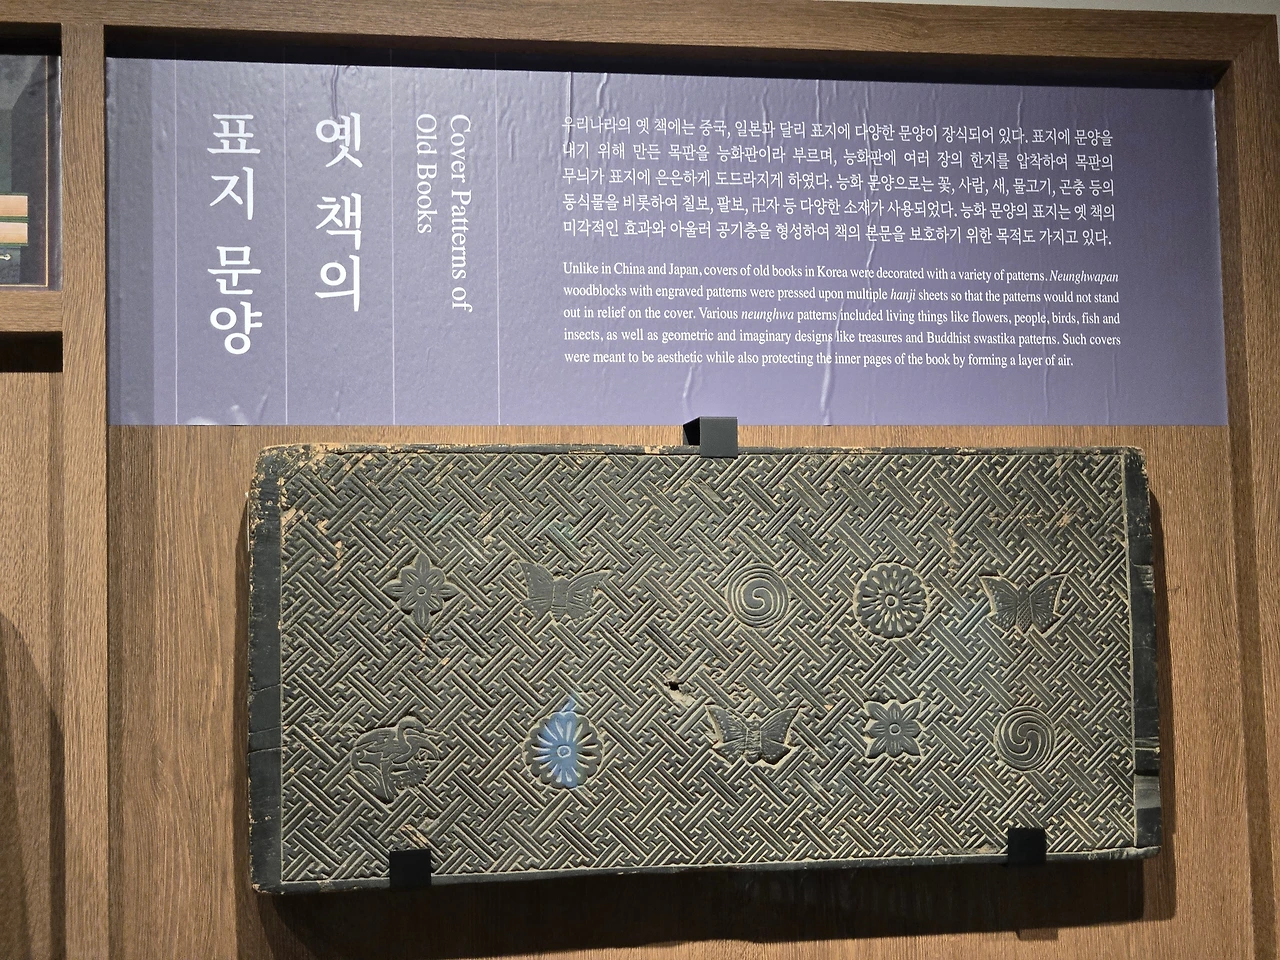 옛 책의
표지 문양
Cover Patterns of
Old Books
우리나라의 옛 책에는 중국, 일본과 달리 표지에 다양한 문양이 장식되어 있다. 표지에 문양을
내기 위해 만든 목판을 능화판이라 부르며, 능화판에 여러 장의 한지를 압착하여 목판의
무늬가 표지에 은은하게 도드라지게 하였다. 능화 문양으로는 꽃, 사람, 새, 물고기, 곤충 등의
동식물을 비롯하여 칠보, 팔보, 卍자 등 다양한 소재가 사용되었다. 능화 문양의 표지는 옛 책의
미각적인 효과와 아울러 공기층을 형성하여 책의 본문을 보호하기 위한 목적도 가지고 있다.
Unlike in China and Japan, covers of old books in Korea were decorated with a variety of patterns. Neunghwapan
woodblocks with engraved patterns were pressed upon multiple hanji sheets so that the patterns would not stand
out in relief on the cover. Various neunghwa patterns included living things like flowers, people, birds, fish and
insects, as well as geometric and imaginary designs like treasures and Buddhist swastika patterns. Such covers
were meant to be aesthetic while also protecting the inner pages of the book by forming a layer of air.